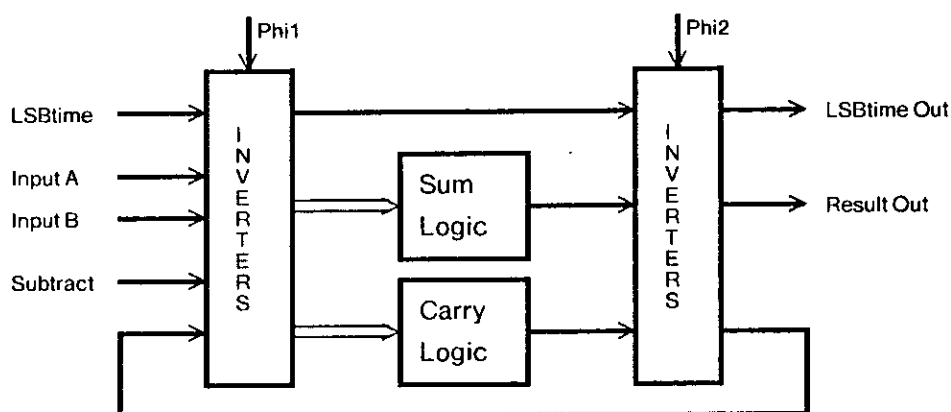 Phi1
Phi2
LSBtime
Input A
Input B
Subtract
INVERTERS
Sum
Logic
Carry
Logic
INVERTERS
LSBtime Out
Result Out